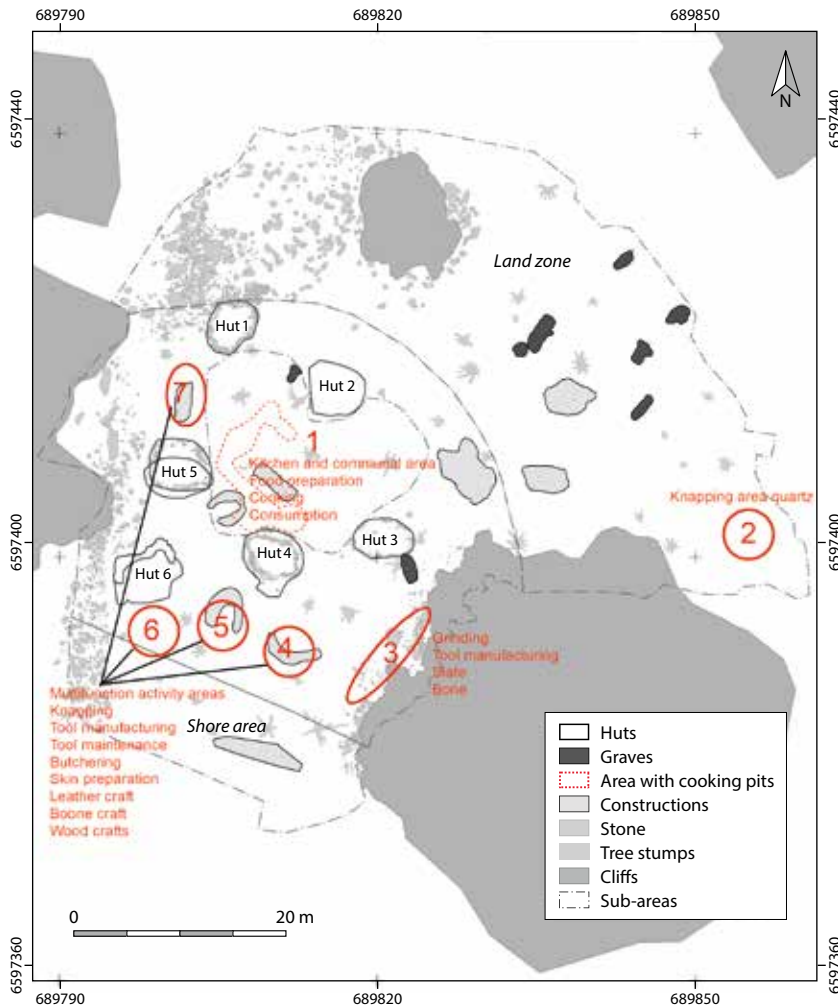 689790
689820
689850
6597440
6597440
N
Land zone
Hut 1
Hut 2
7
1
Kitchen and communal area
Food preparation
Cooking
Consumption
Hut 5
Knapping area quartz
2
6597400
6597400
Hut 3
Hut 4
Hut 6
6
5
4
3
Grinding
Tool manufacturing
Slate
Bone
Multifunction activity areas
Knapping
Tool manufacturing
Tool maintenance
Butchering
Skin preparation
Leather craft
Boone craft
Wood crafts
Shore area
Huts
Graves
Area with cooking pits
Constructions
Stone
Tree stumps
Cliffs
Sub-areas
0
20 m
6597360
6597360
689790
689820
689850